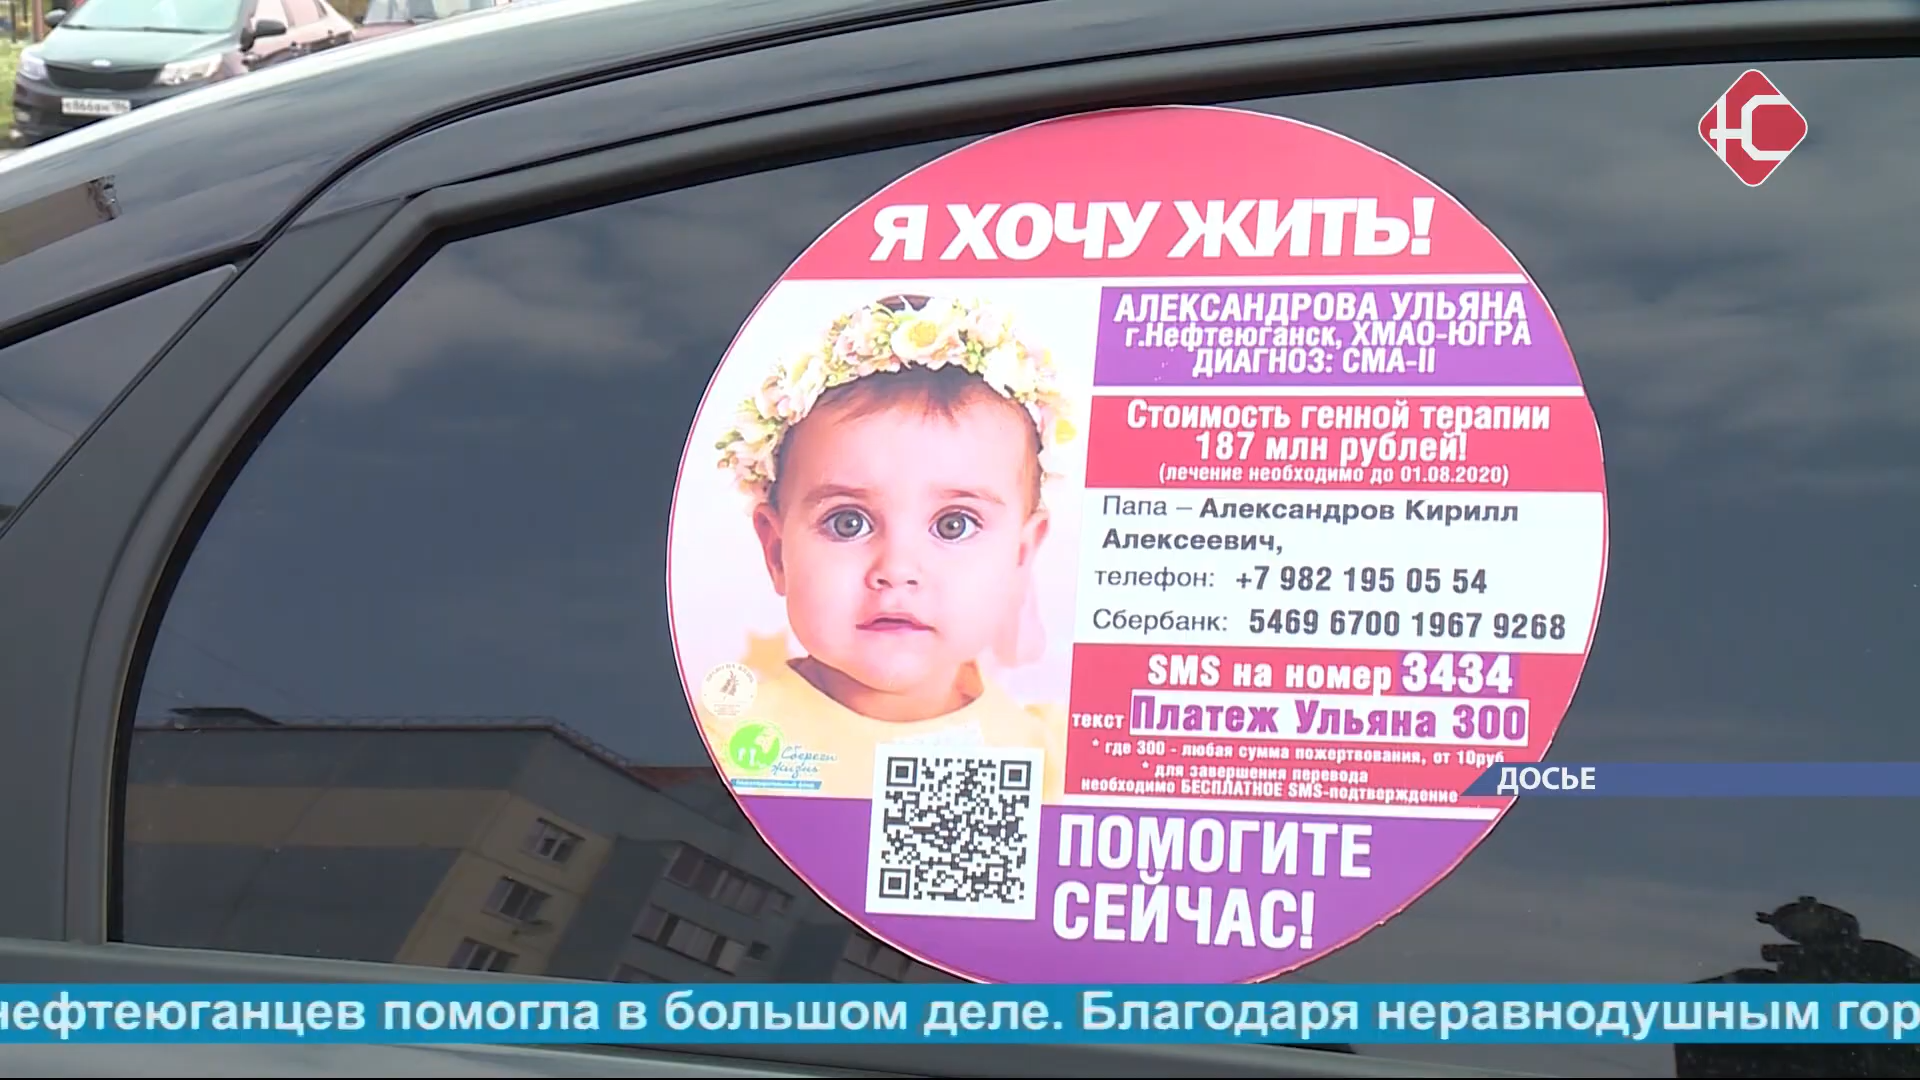 Я ХОЧУ ЖИТЬ!
АЛЕКСАНДРОВА УЛЬЯНА
г.Нефтеюганск, ХМАО-ЮГРА
ДИАГНОЗ: СМА-II
Стоимость генной терапии
187 млн рублей!
(лечение необходимо до 01.08.2020)
Папа – Александров Кирилл
Алексеевич,
телефон: +7 982 195 05 54
Сбербанк: 5469 6700 1967 9268
SMS на номер 3434
текст Платеж Ульяна 300
* где 300 - любая сумма пожертвования, от 10руб
* для завершения перевода
необходимо БЕСПЛАТНОЕ SMS-подтверждение
Сбереги
жизнь
ПОМОГИТЕ
СЕЙЧАС!
ДОСЬЕ
нефтеюганцев помогла в большом деле. Благодаря неравнодушным гор